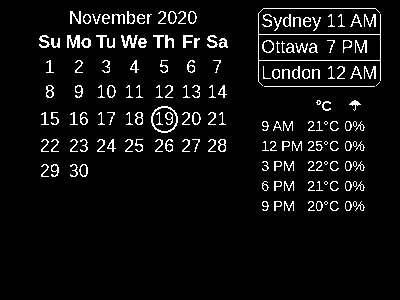 November 2020
Su Mo Tu We Th Fr Sa
1 2 3 4 5 6 7
8 9 10 11 12 13 14
15 16 17 18 19 20 21
22 23 24 25 26 27 28
29 30
Sydney 11 AM
Ottawa 7 PM
London 12 AM
°C ☂
9 AM 21°C 0%
12 PM 25°C 0%
3 PM 22°C 0%
6 PM 21°C 0%
9 PM 20°C 0%